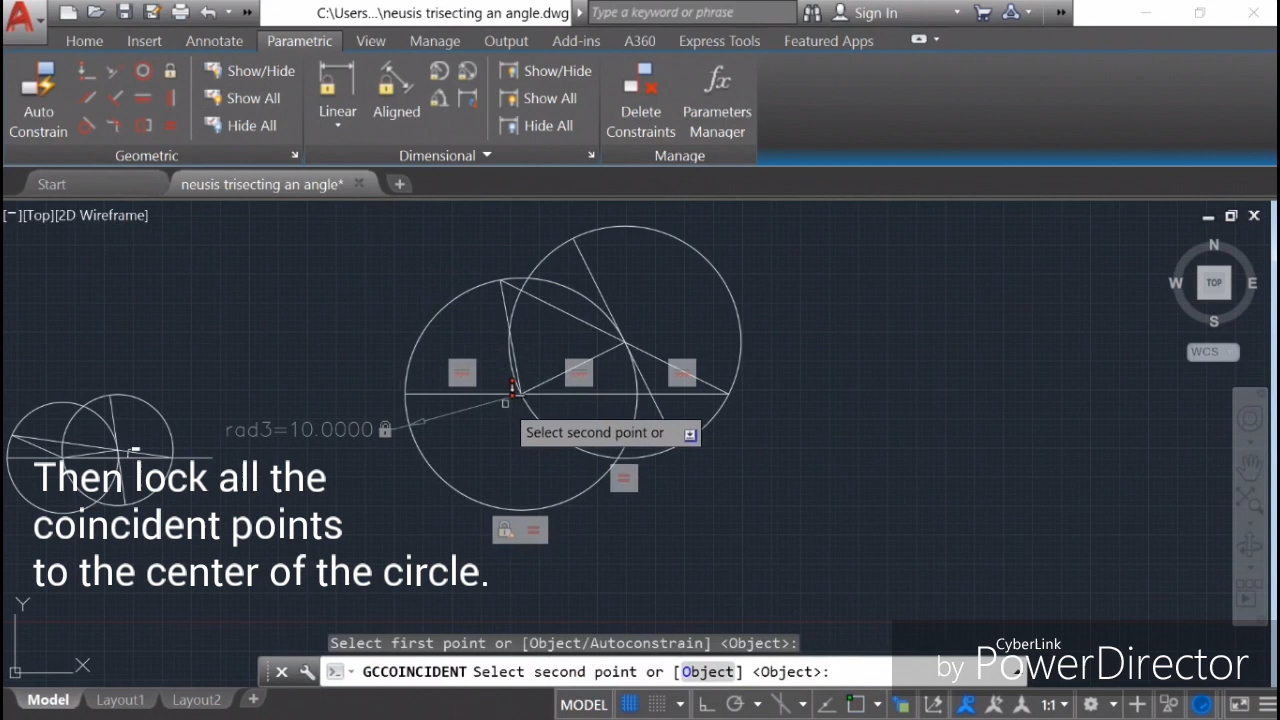 C:\Users...\neusis trisecting an angle.dwg
Type a keyword or phrase
Sign In
Home Insert Annotate Parametric View Manage Output Add-ins A360 Express Tools Featured Apps
Auto
Constrain
Show/Hide
Show All
Hide All
Geometric
Linear
Aligned
Show/Hide
Show All
Hide All
Dimensional
Delete
Constraints
Parameters
Manager
Manage
Start
neusis trisecting an angle*
[−][Top][2D Wireframe]
N
W TOP E
S
WCS
rad3=10.0000
Select second point or
Then lock all the
coincident points
to the center of the circle.
Y
X
Select first point or [Object/Autoconstrain] <Object>:
GCCOINCIDENT Select second point or [Object] <Object>:
CyberLink
by PowerDirector
Model Layout1 Layout2
MODEL
1:1